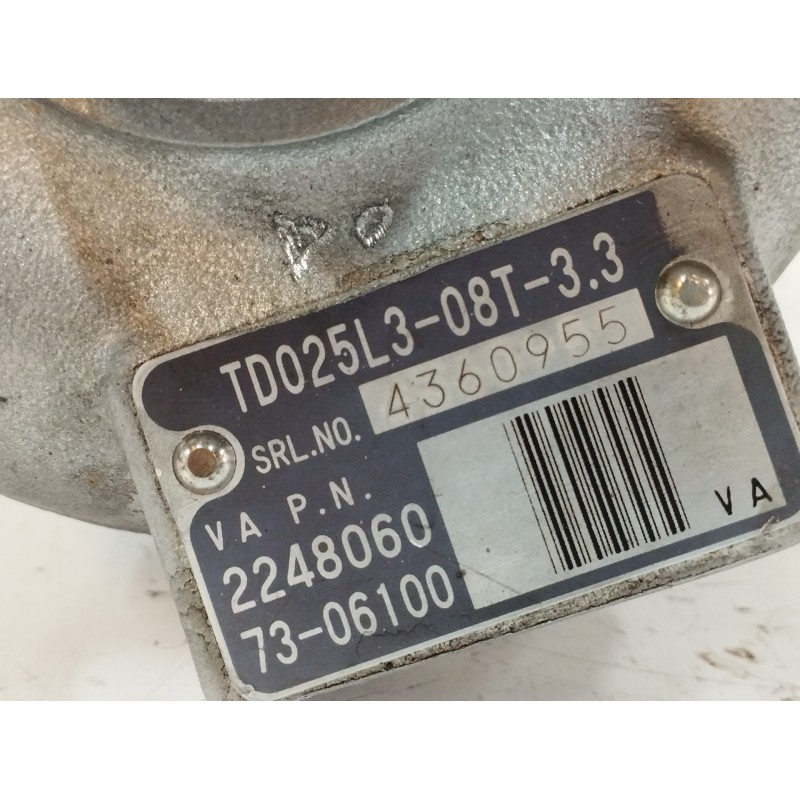 TD025L3-08T-3.3
SRL.NO. 4360955
VA P.N.
2248060
73-06100
VA